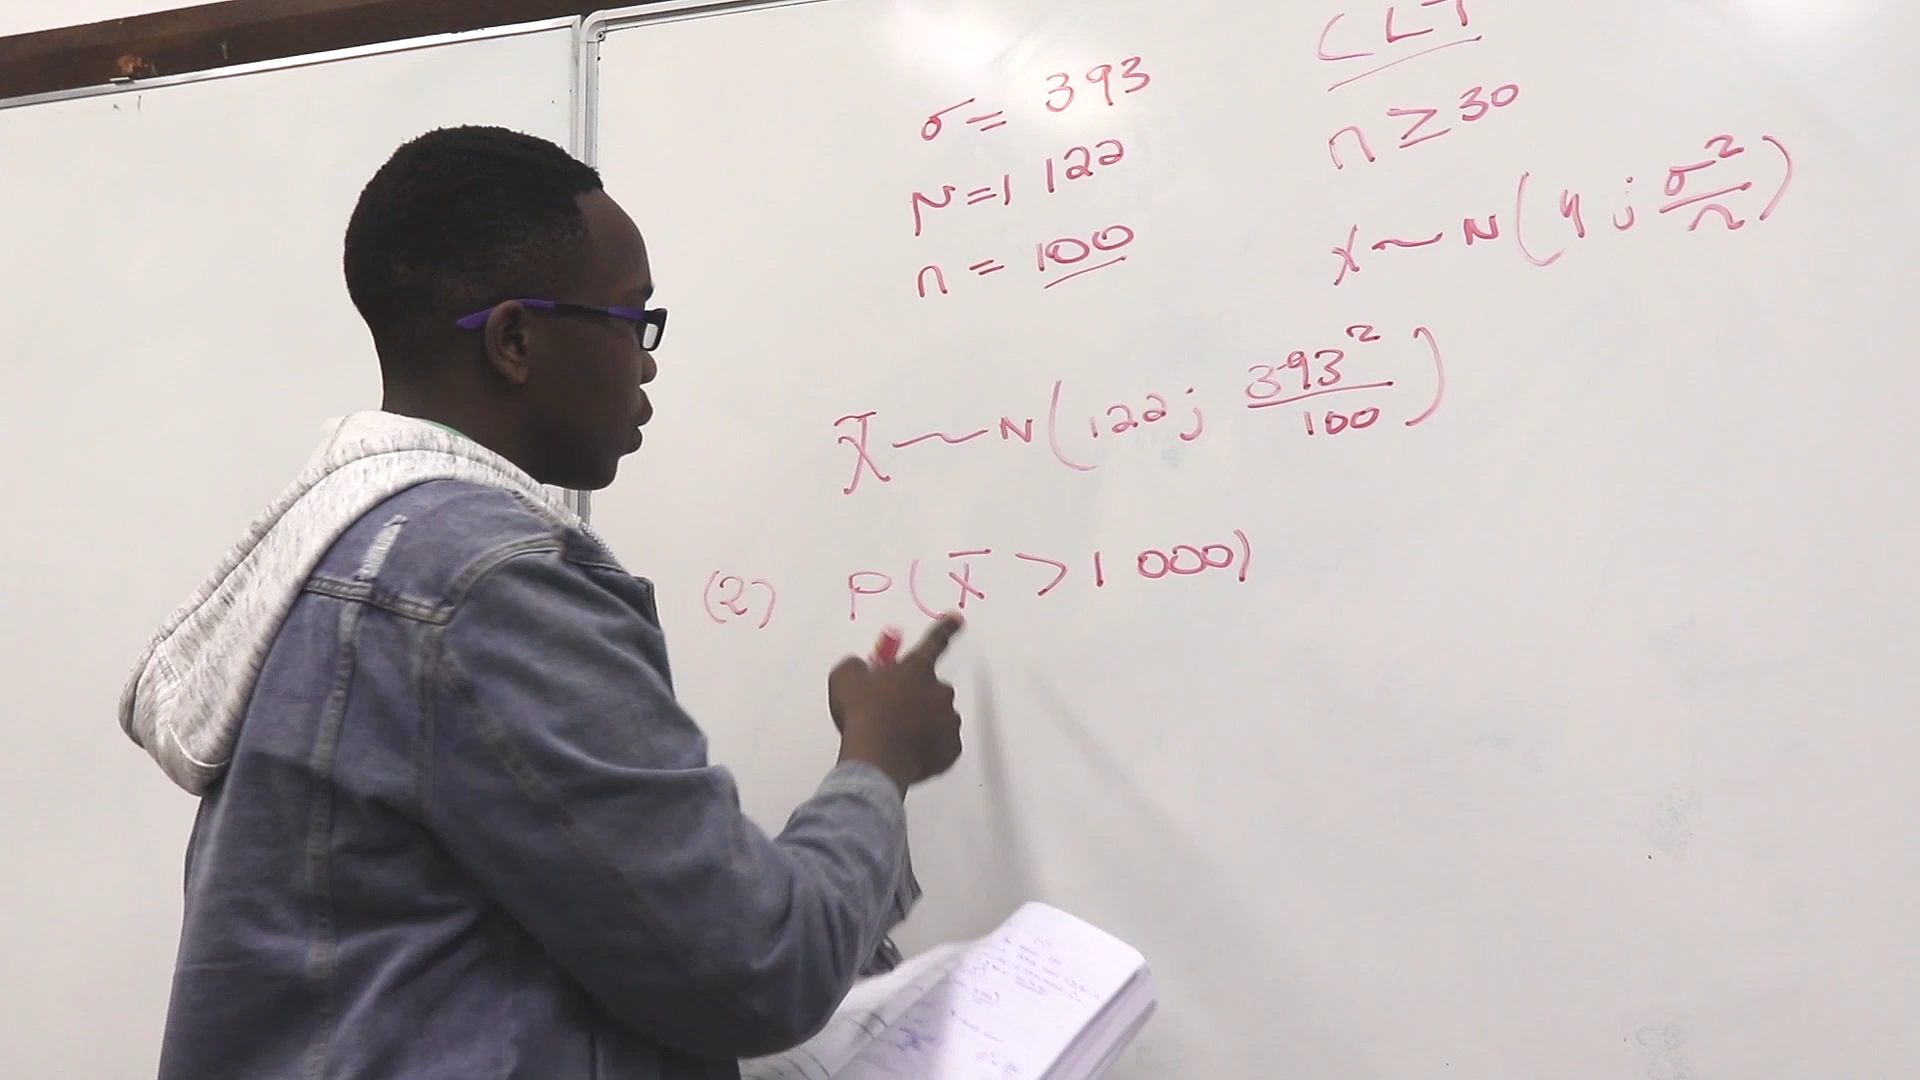 σ = 393
μ = 1 122
n = 100
CLT
n ≥ 30
X ~ N(μ; σ²/n)
X̄ ~ N(122; 393²/100)
(2) P(X̄ > 1 000)